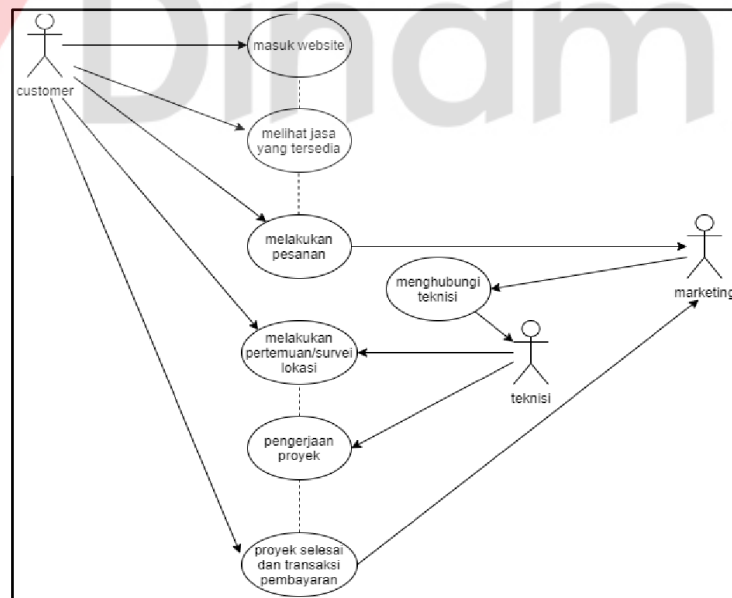 Dinam
masuk website
customer
melihat jasa
yang tersedia
melakukan
pesanan
menghubungi
teknisi
marketing
melakukan
pertemuan/survei
lokasi
teknisi
pengerjaan
proyek
proyek selesai
dan transaksi
pembayaran